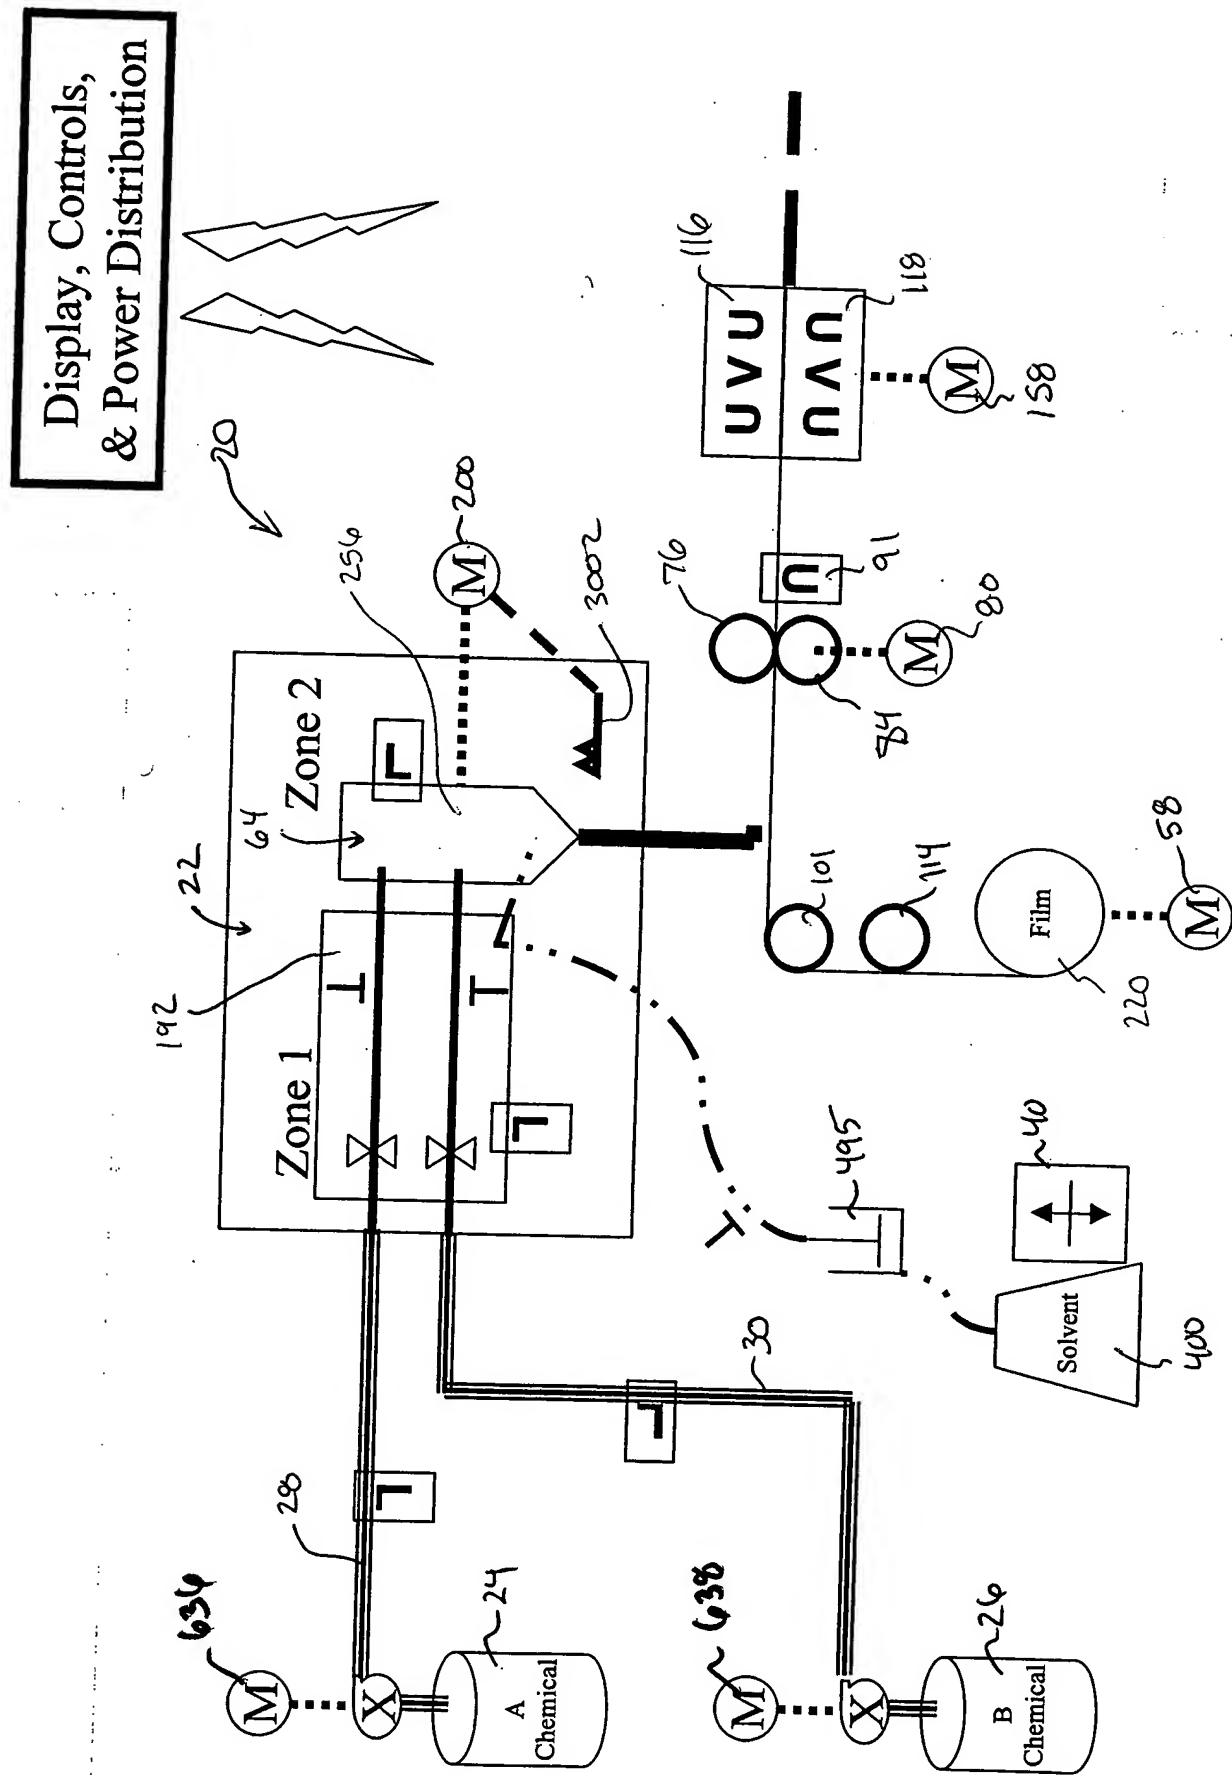 Display, Controls,
& Power Distribution
20
22
64
Zone 2
256
M
200
3002
192
Zone 1
T
T
L
L
76
116
U V U
U V U
118
M
158
U
91
84
M
80
101
114
Film
220
M
58
T
495
40
Solvent
400
28
L
30
L
636
M
X
24
A
Chemical
638
M
X
26
B
Chemical